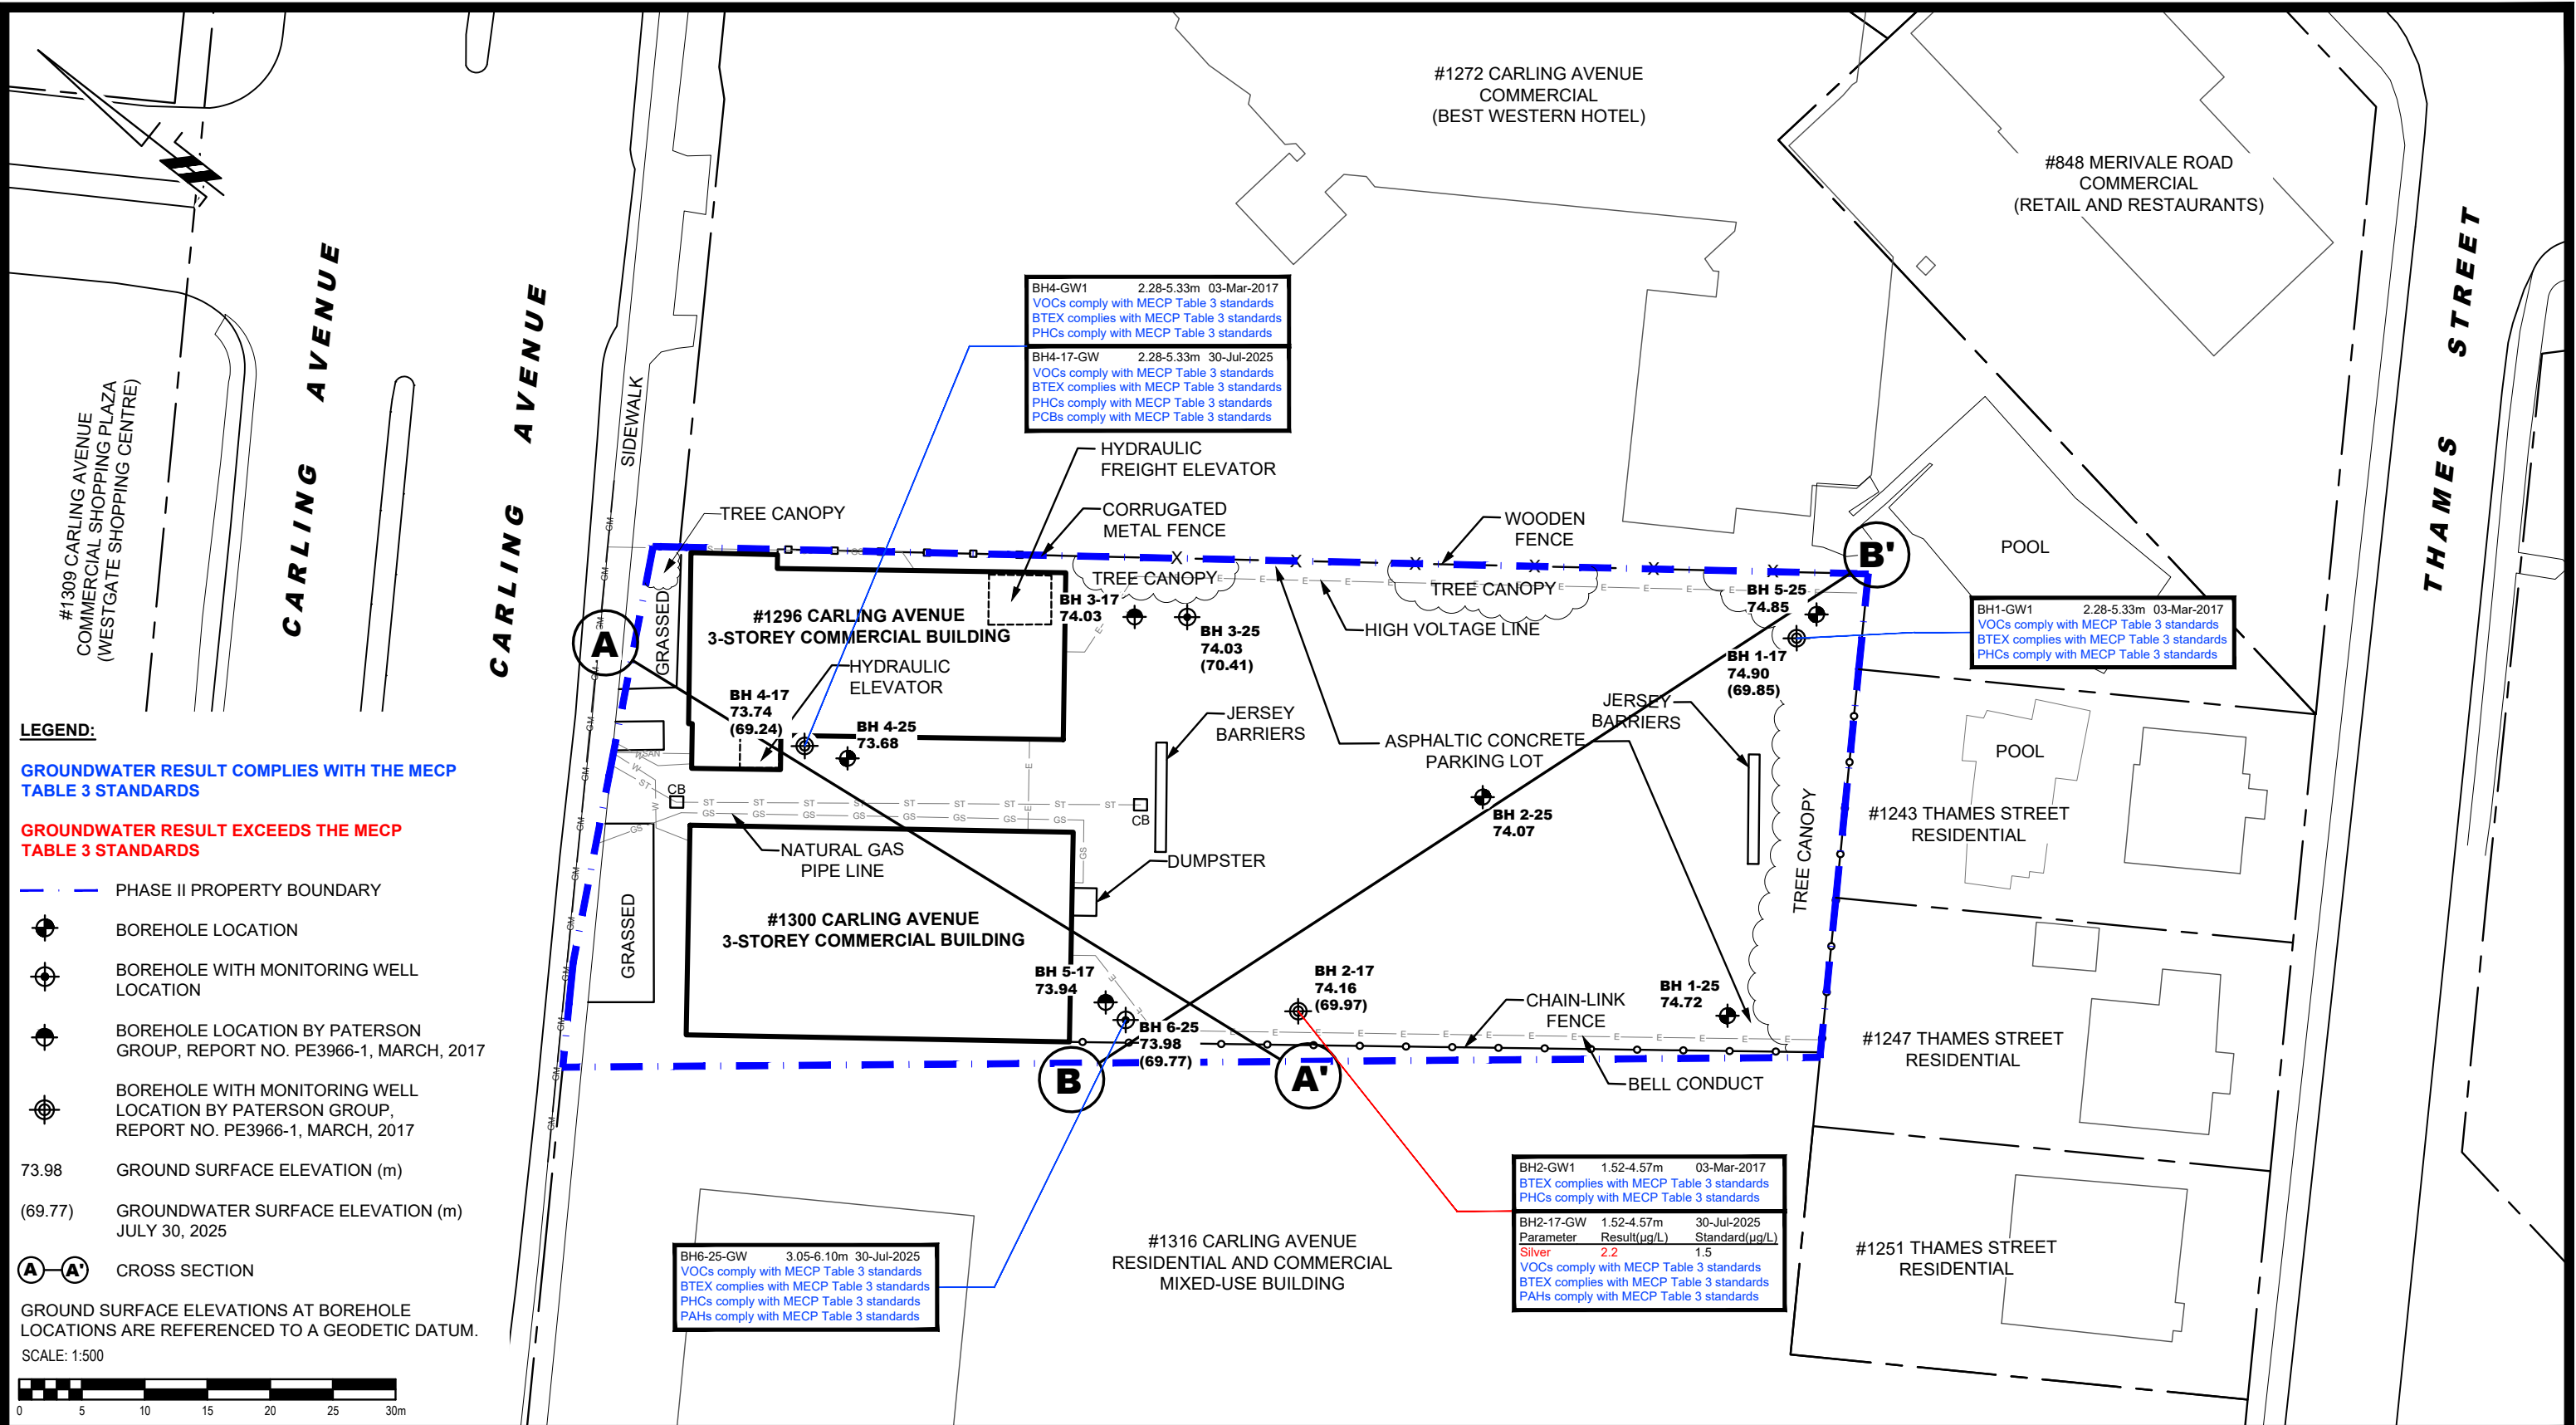 #1272 CARLING AVENUE
COMMERCIAL
(BEST WESTERN HOTEL)
#848 MERIVALE ROAD
COMMERCIAL
(RETAIL AND RESTAURANTS)
THAMES STREET
CARLING AVENUE
CARLING AVENUE
#1309 CARLING AVENUE
COMMERCIAL SHOPPING PLAZA
(WESTGATE SHOPPING CENTRE)
SIDEWALK
BH4-GW1 2.28-5.33m 03-Mar-2017
VOCs comply with MECP Table 3 standards
BTEX complies with MECP Table 3 standards
PHCs comply with MECP Table 3 standards
BH4-17-GW 2.28-5.33m 30-Jul-2025
VOCs comply with MECP Table 3 standards
BTEX complies with MECP Table 3 standards
PHCs comply with MECP Table 3 standards
PCBs comply with MECP Table 3 standards
HYDRAULIC
FREIGHT ELEVATOR
TREE CANOPY
CORRUGATED
METAL FENCE
WOODEN
FENCE
POOL
B'
TREE CANOPY
TREE CANOPY
BH 5-25
74.85
BH 3-17
74.03
BH 3-25
74.03
(70.41)
HIGH VOLTAGE LINE
BH 1-17
74.90
(69.85)
BH1-GW1 2.28-5.33m 03-Mar-2017
VOCs comply with MECP Table 3 standards
BTEX complies with MECP Table 3 standards
PHCs comply with MECP Table 3 standards
#1296 CARLING AVENUE
3-STOREY COMMERCIAL BUILDING
A
GRASSED
HYDRAULIC
ELEVATOR
BH 4-17
73.74
(69.24)
BH 4-25
73.68
JERSEY
BARRIERS
JERSEY
BARRIERS
ASPHALTIC CONCRETE
PARKING LOT
POOL
#1243 THAMES STREET
RESIDENTIAL
CB
CB
BH 2-25
74.07
NATURAL GAS
PIPE LINE
DUMPSTER
TREE CANOPY
#1300 CARLING AVENUE
3-STOREY COMMERCIAL BUILDING
GRASSED
BH 5-17
73.94
BH 6-25
73.98
(69.77)
BH 2-17
74.16
(69.97)
CHAIN-LINK
FENCE
BH 1-25
74.72
BELL CONDUCT
B
A'
#1247 THAMES STREET
RESIDENTIAL
#1251 THAMES STREET
RESIDENTIAL
BH2-GW1 1.52-4.57m 03-Mar-2017
BTEX complies with MECP Table 3 standards
PHCs comply with MECP Table 3 standards
BH2-17-GW 1.52-4.57m 30-Jul-2025
Parameter Result(µg/L) Standard(µg/L)
Silver 2.2 1.5
VOCs comply with MECP Table 3 standards
BTEX complies with MECP Table 3 standards
PAHs comply with MECP Table 3 standards
#1316 CARLING AVENUE
RESIDENTIAL AND COMMERCIAL
MIXED-USE BUILDING
BH6-25-GW 3.05-6.10m 30-Jul-2025
VOCs comply with MECP Table 3 standards
BTEX complies with MECP Table 3 standards
PHCs comply with MECP Table 3 standards
PAHs comply with MECP Table 3 standards
LEGEND:
GROUNDWATER RESULT COMPLIES WITH THE MECP
TABLE 3 STANDARDS
GROUNDWATER RESULT EXCEEDS THE MECP
TABLE 3 STANDARDS
PHASE II PROPERTY BOUNDARY
BOREHOLE LOCATION
BOREHOLE WITH MONITORING WELL
LOCATION
BOREHOLE LOCATION BY PATERSON
GROUP, REPORT NO. PE3966-1, MARCH, 2017
BOREHOLE WITH MONITORING WELL
LOCATION BY PATERSON GROUP,
REPORT NO. PE3966-1, MARCH, 2017
73.98 GROUND SURFACE ELEVATION (m)
(69.77) GROUNDWATER SURFACE ELEVATION (m)
JULY 30, 2025
A A' CROSS SECTION
GROUND SURFACE ELEVATIONS AT BOREHOLE
LOCATIONS ARE REFERENCED TO A GEODETIC DATUM.
SCALE: 1:500
0 5 10 15 20 25 30m